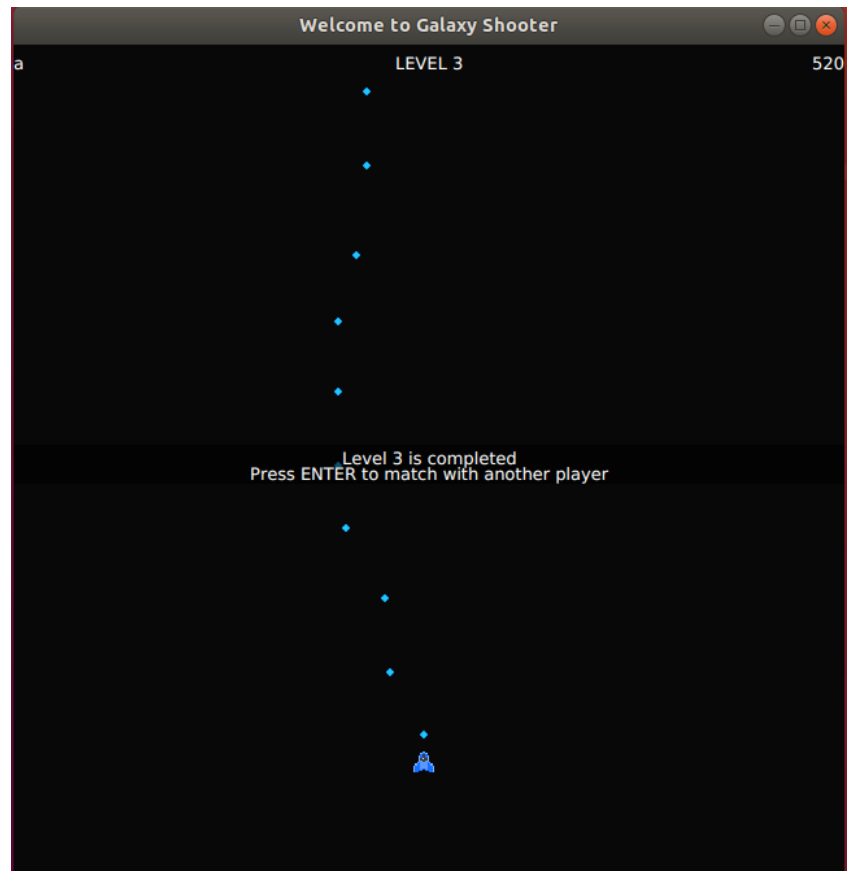 Welcome to Galaxy Shooter
a LEVEL 3 520
Level 3 is completed
Press ENTER to match with another player